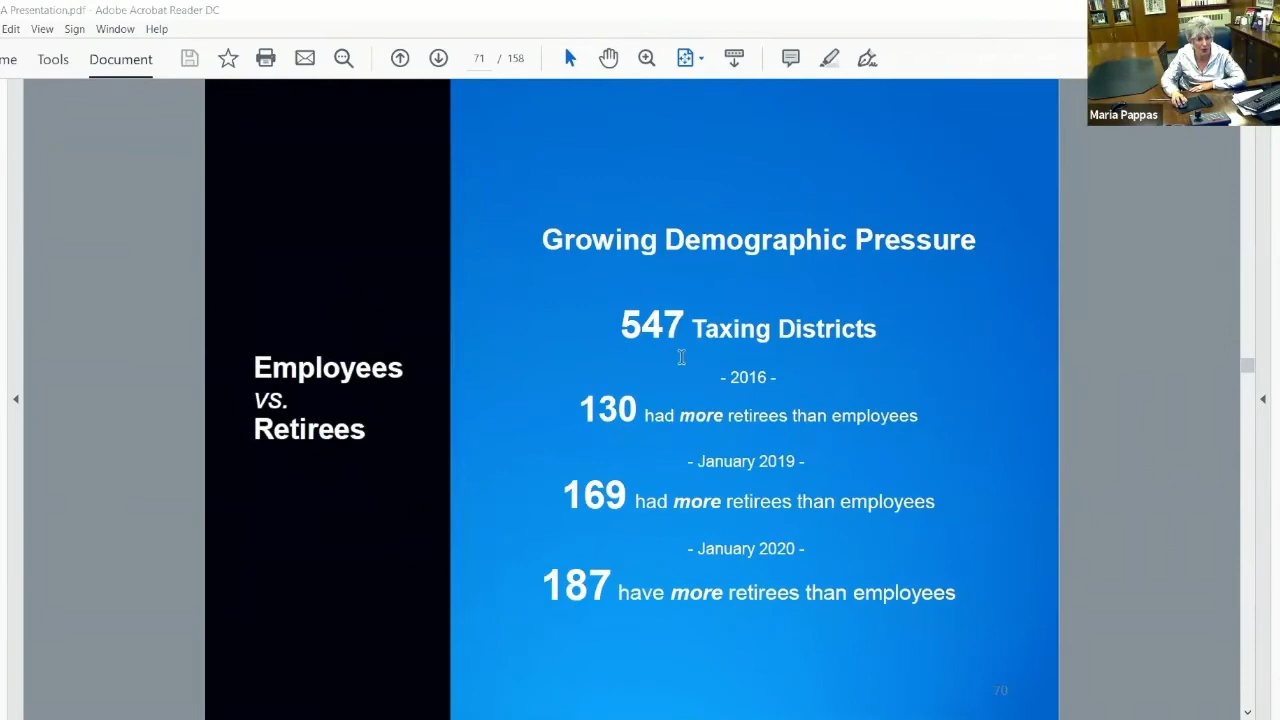 A Presentation.pdf - Adobe Acrobat Reader DC
Edit View Sign Window Help
me Tools Document 71 / 158
Maria Pappas
Employees
vs.
Retirees
Growing Demographic Pressure
547 Taxing Districts
- 2016 -
130 had more retirees than employees
- January 2019 -
169 had more retirees than employees
- January 2020 -
187 have more retirees than employees
70